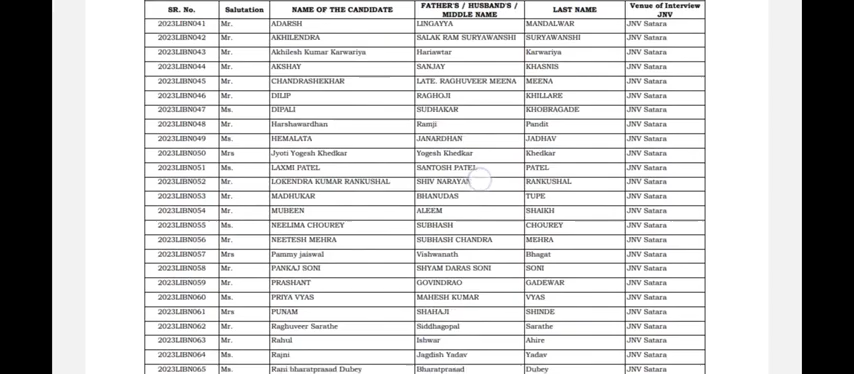 SR. No. Salutation NAME OF THE CANDIDATE FATHER'S / HUSBAND'S / MIDDLE NAME LAST NAME Venue of Interview JNV
2023LIBN041 Mr. ADARSH LINGAYYA MANDALWAR JNV Satara
2023LIBN042 Mr. AKHILENDRA SALAK RAM SURYAWANSHI SURYAWANSHI JNV Satara
2023LIBN043 Mr. Akhilesh Kumar Karwariya Hariawtar Karwariya JNV Satara
2023LIBN044 Mr. AKSHAY SANJAY KHASNIS JNV Satara
2023LIBN045 Mr. CHANDRASHEKHAR LATE. RAGHUVEER MEENA MEENA JNV Satara
2023LIBN046 Mr. DILIP RAGHOJI KHILLARE JNV Satara
2023LIBN047 Ms. DIPALI SUDHAKAR KHOBRAGADE JNV Satara
2023LIBN048 Mr. Harshawardhan Ramji Pandit JNV Satara
2023LIBN049 Ms. HEMALATA JANARDHAN JADHAV JNV Satara
2023LIBN050 Mrs Jyoti Yogesh Khedkar Yogesh Khedkar Khedkar JNV Satara
2023LIBN051 Ms. LAXMI PATEL SANTOSH PATEL PATEL JNV Satara
2023LIBN052 Mr. LOKENDRA KUMAR RANKUSHAL SHIV NARAYAN RANKUSHAL JNV Satara
2023LIBN053 Mr. MADHUKAR BHANUDAS TUPE JNV Satara
2023LIBN054 Mr. MUBEEN ALEEM SHAIKH JNV Satara
2023LIBN055 Ms. NEELIMA CHOUREY SUBHASH CHOUREY JNV Satara
2023LIBN056 Mr. NEETESH MEHRA SUBHASH CHANDRA MEHRA JNV Satara
2023LIBN057 Mrs Pammy jaiswal Vishwanath Bhagat JNV Satara
2023LIBN058 Mr. PANKAJ SONI SHYAM DARAS SONI SONI JNV Satara
2023LIBN059 Mr. PRASHANT GOVINDRAO GADEWAR JNV Satara
2023LIBN060 Ms. PRIYA VYAS MAHESH KUMAR VYAS JNV Satara
2023LIBN061 Mrs PUNAM SHAHAJI SHINDE JNV Satara
2023LIBN062 Mr. Raghuveer Sarathe Siddhagopal Sarathe JNV Satara
2023LIBN063 Mr. Rahul Ishwar Ahire JNV Satara
2023LIBN064 Ms. Rajni Jagdish Yadav Yadav JNV Satara
2023LIBN065 Ms. Rani bharatprasad Dubey Bharatprasad Dubey JNV Satara